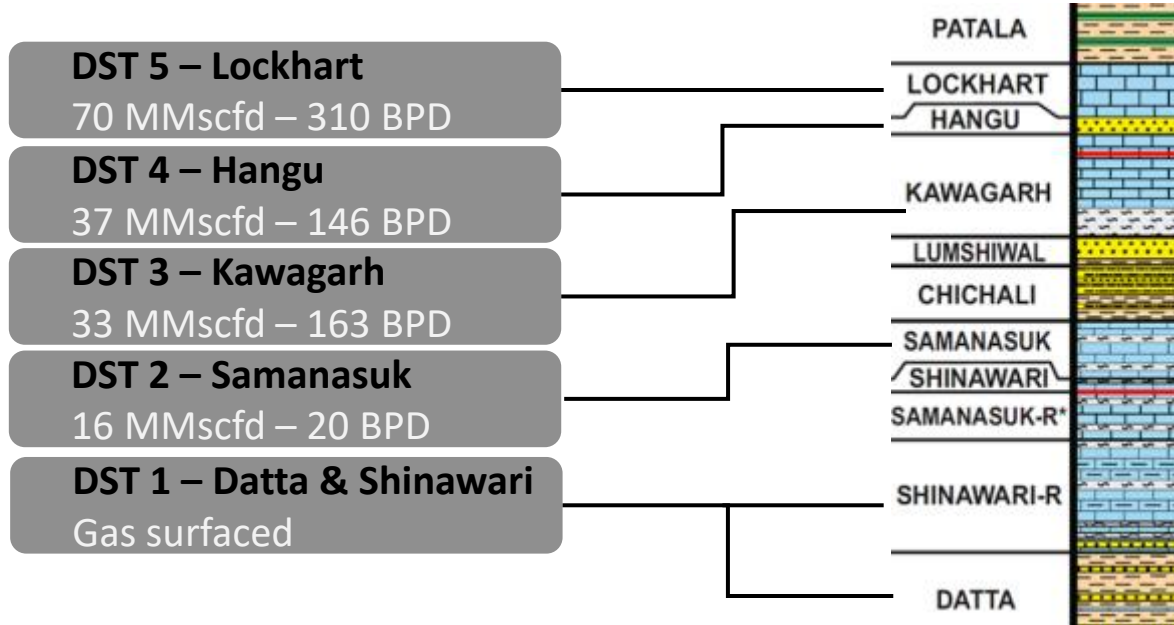 DST 5 – Lockhart
70 MMscfd – 310 BPD
DST 4 – Hangu
37 MMscfd – 146 BPD
DST 3 – Kawagarh
33 MMscfd – 163 BPD
DST 2 – Samanasuk
16 MMscfd – 20 BPD
DST 1 – Datta & Shinawari
Gas surfaced
PATALA
LOCKHART
HANGU
KAWAGARH
LUMSHIWAL
CHICHALI
SAMANASUK
SHINAWARI
SAMANASUK-R*
SHINAWARI-R
DATTA